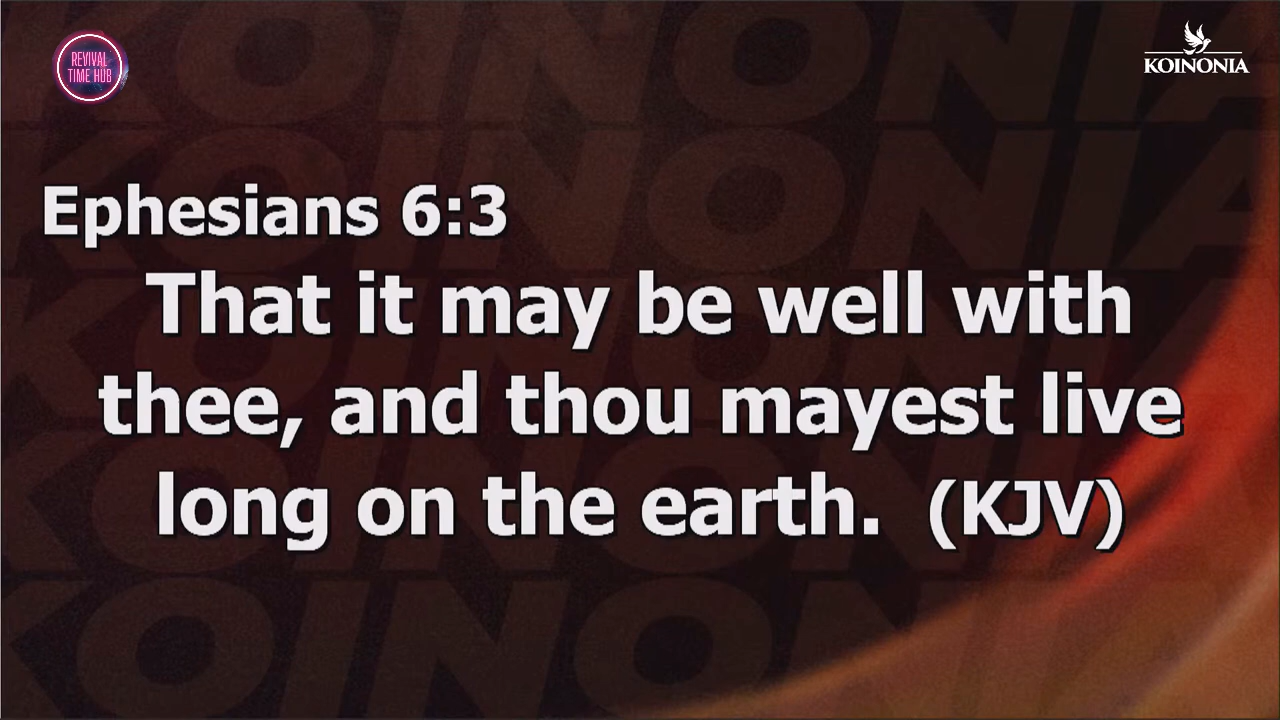 REVIVAL
TIME HUB
KOINONIA
Ephesians 6:3
That it may be well with
thee, and thou mayest live
long on the earth.  (KJV)